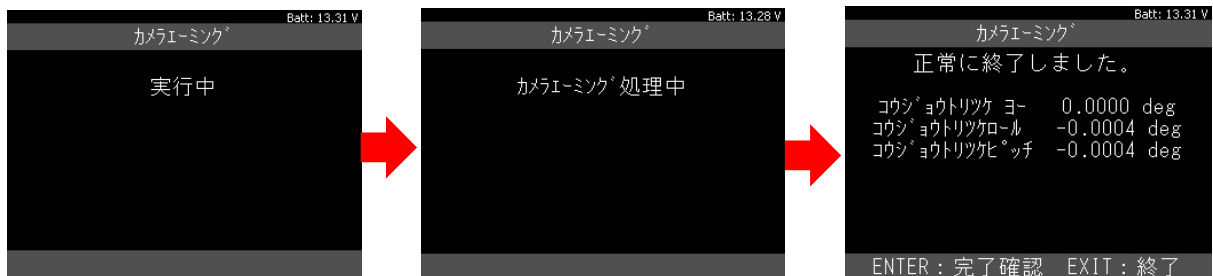 Batt: 13.31 V
カメラエーミング
実行中
Batt: 13.28 V
カメラエーミング
カメラエーミング処理中
Batt: 13.31 V
カメラエーミング
正常に終了しました。
コウジョウトリツケ ヨー 0.0000 deg
コウジョウトリツケロール -0.0004 deg
コウジョウトリツケピッチ -0.0004 deg
ENTER：完了確認 EXIT：終了